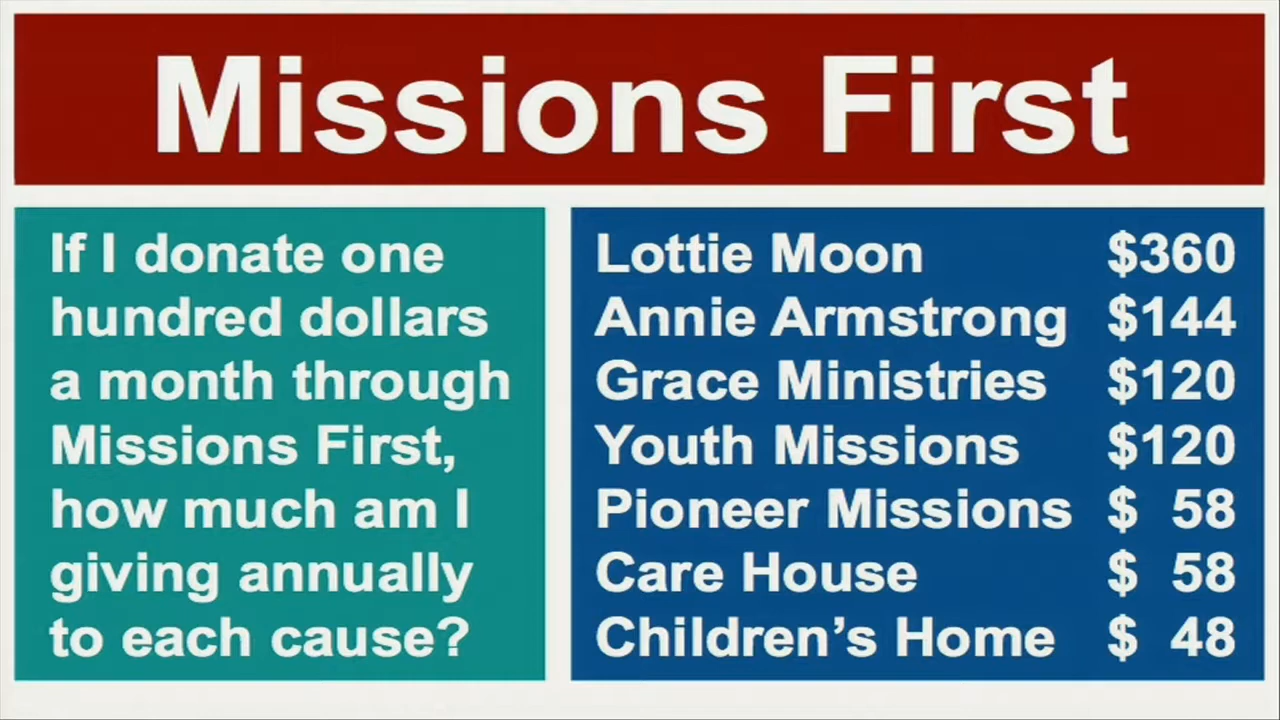 Missions First
If I donate one
hundred dollars
a month through
Missions First,
how much am I
giving annually
to each cause?
Lottie Moon $360
Annie Armstrong $144
Grace Ministries $120
Youth Missions $120
Pioneer Missions $ 58
Care House $ 58
Children’s Home $ 48